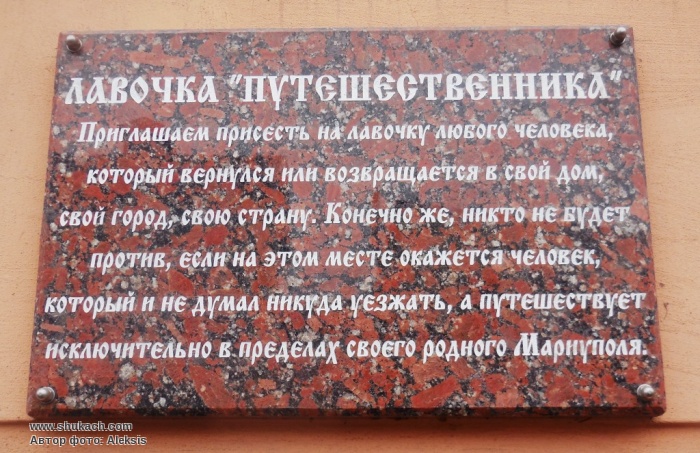 ЛАВОЧКА "ПУТЕШЕСТВЕННИКА"
Приглашаем присесть на лавочку любого человека,
который вернулся или возвращается в свой дом,
свой город, свою страну. Конечно же, никто не будет
против, если на этом месте окажется человек,
который и не думал никуда уезжать, а путешествует
исключительно в пределах своего родного Мариуполя.
www.shukach.com
Автор фото: Aleksis